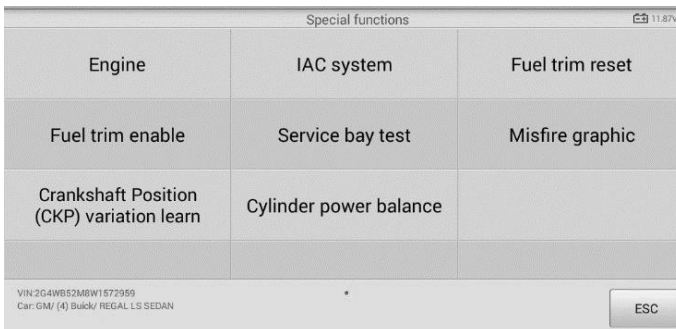 Special functions
11.87V
Engine
IAC system
Fuel trim reset
Fuel trim enable
Service bay test
Misfire graphic
Crankshaft Position
(CKP) variation learn
Cylinder power balance
VIN:2G4WB52M8W1572959
Car: GM/ (4) Buick/ REGAL LS SEDAN
ESC